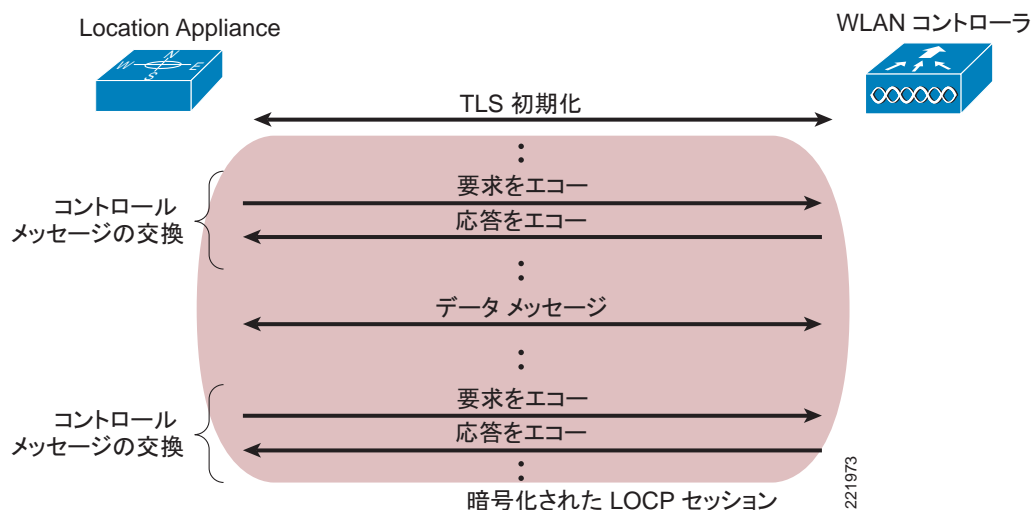 Location Appliance
WLAN コントローラ
N
W
E
S
TLS 初期化
要求をエコー
コントロール
メッセージの交換
応答をエコー
データ メッセージ
要求をエコー
コントロール
メッセージの交換
応答をエコー
暗号化された LOCP セッション
221973